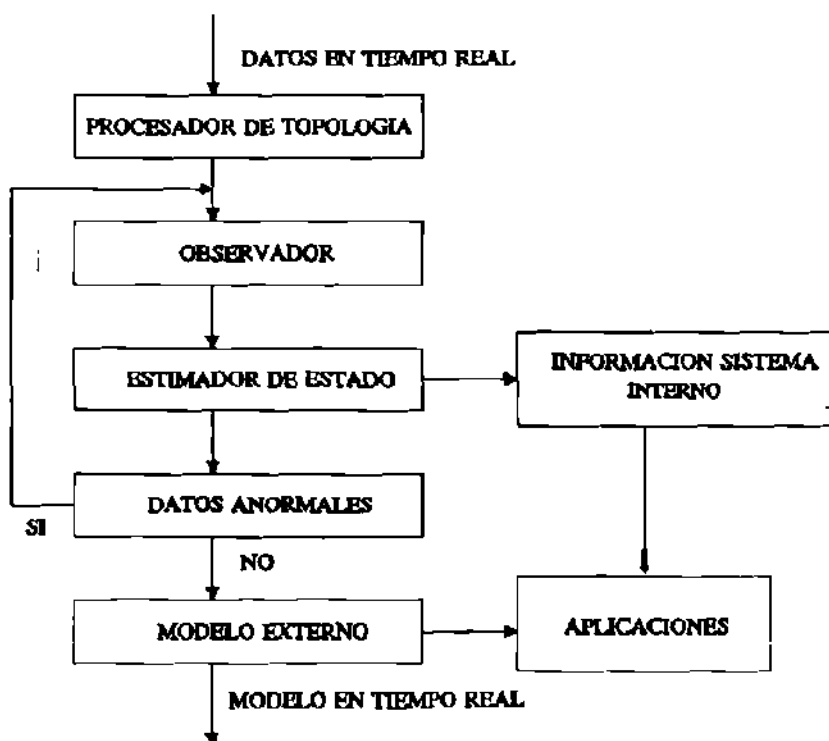 DATOS EN TIEMPO REAL
PROCESADOR DE TOPOLOGIA
OBSERVADOR
ESTIMADOR DE ESTADO
INFORMACION SISTEMA
INTERNO
DATOS ANORMALES
SI
NO
MODELO EXTERNO
APLICACIONES
MODELO EN TIEMPO REAL